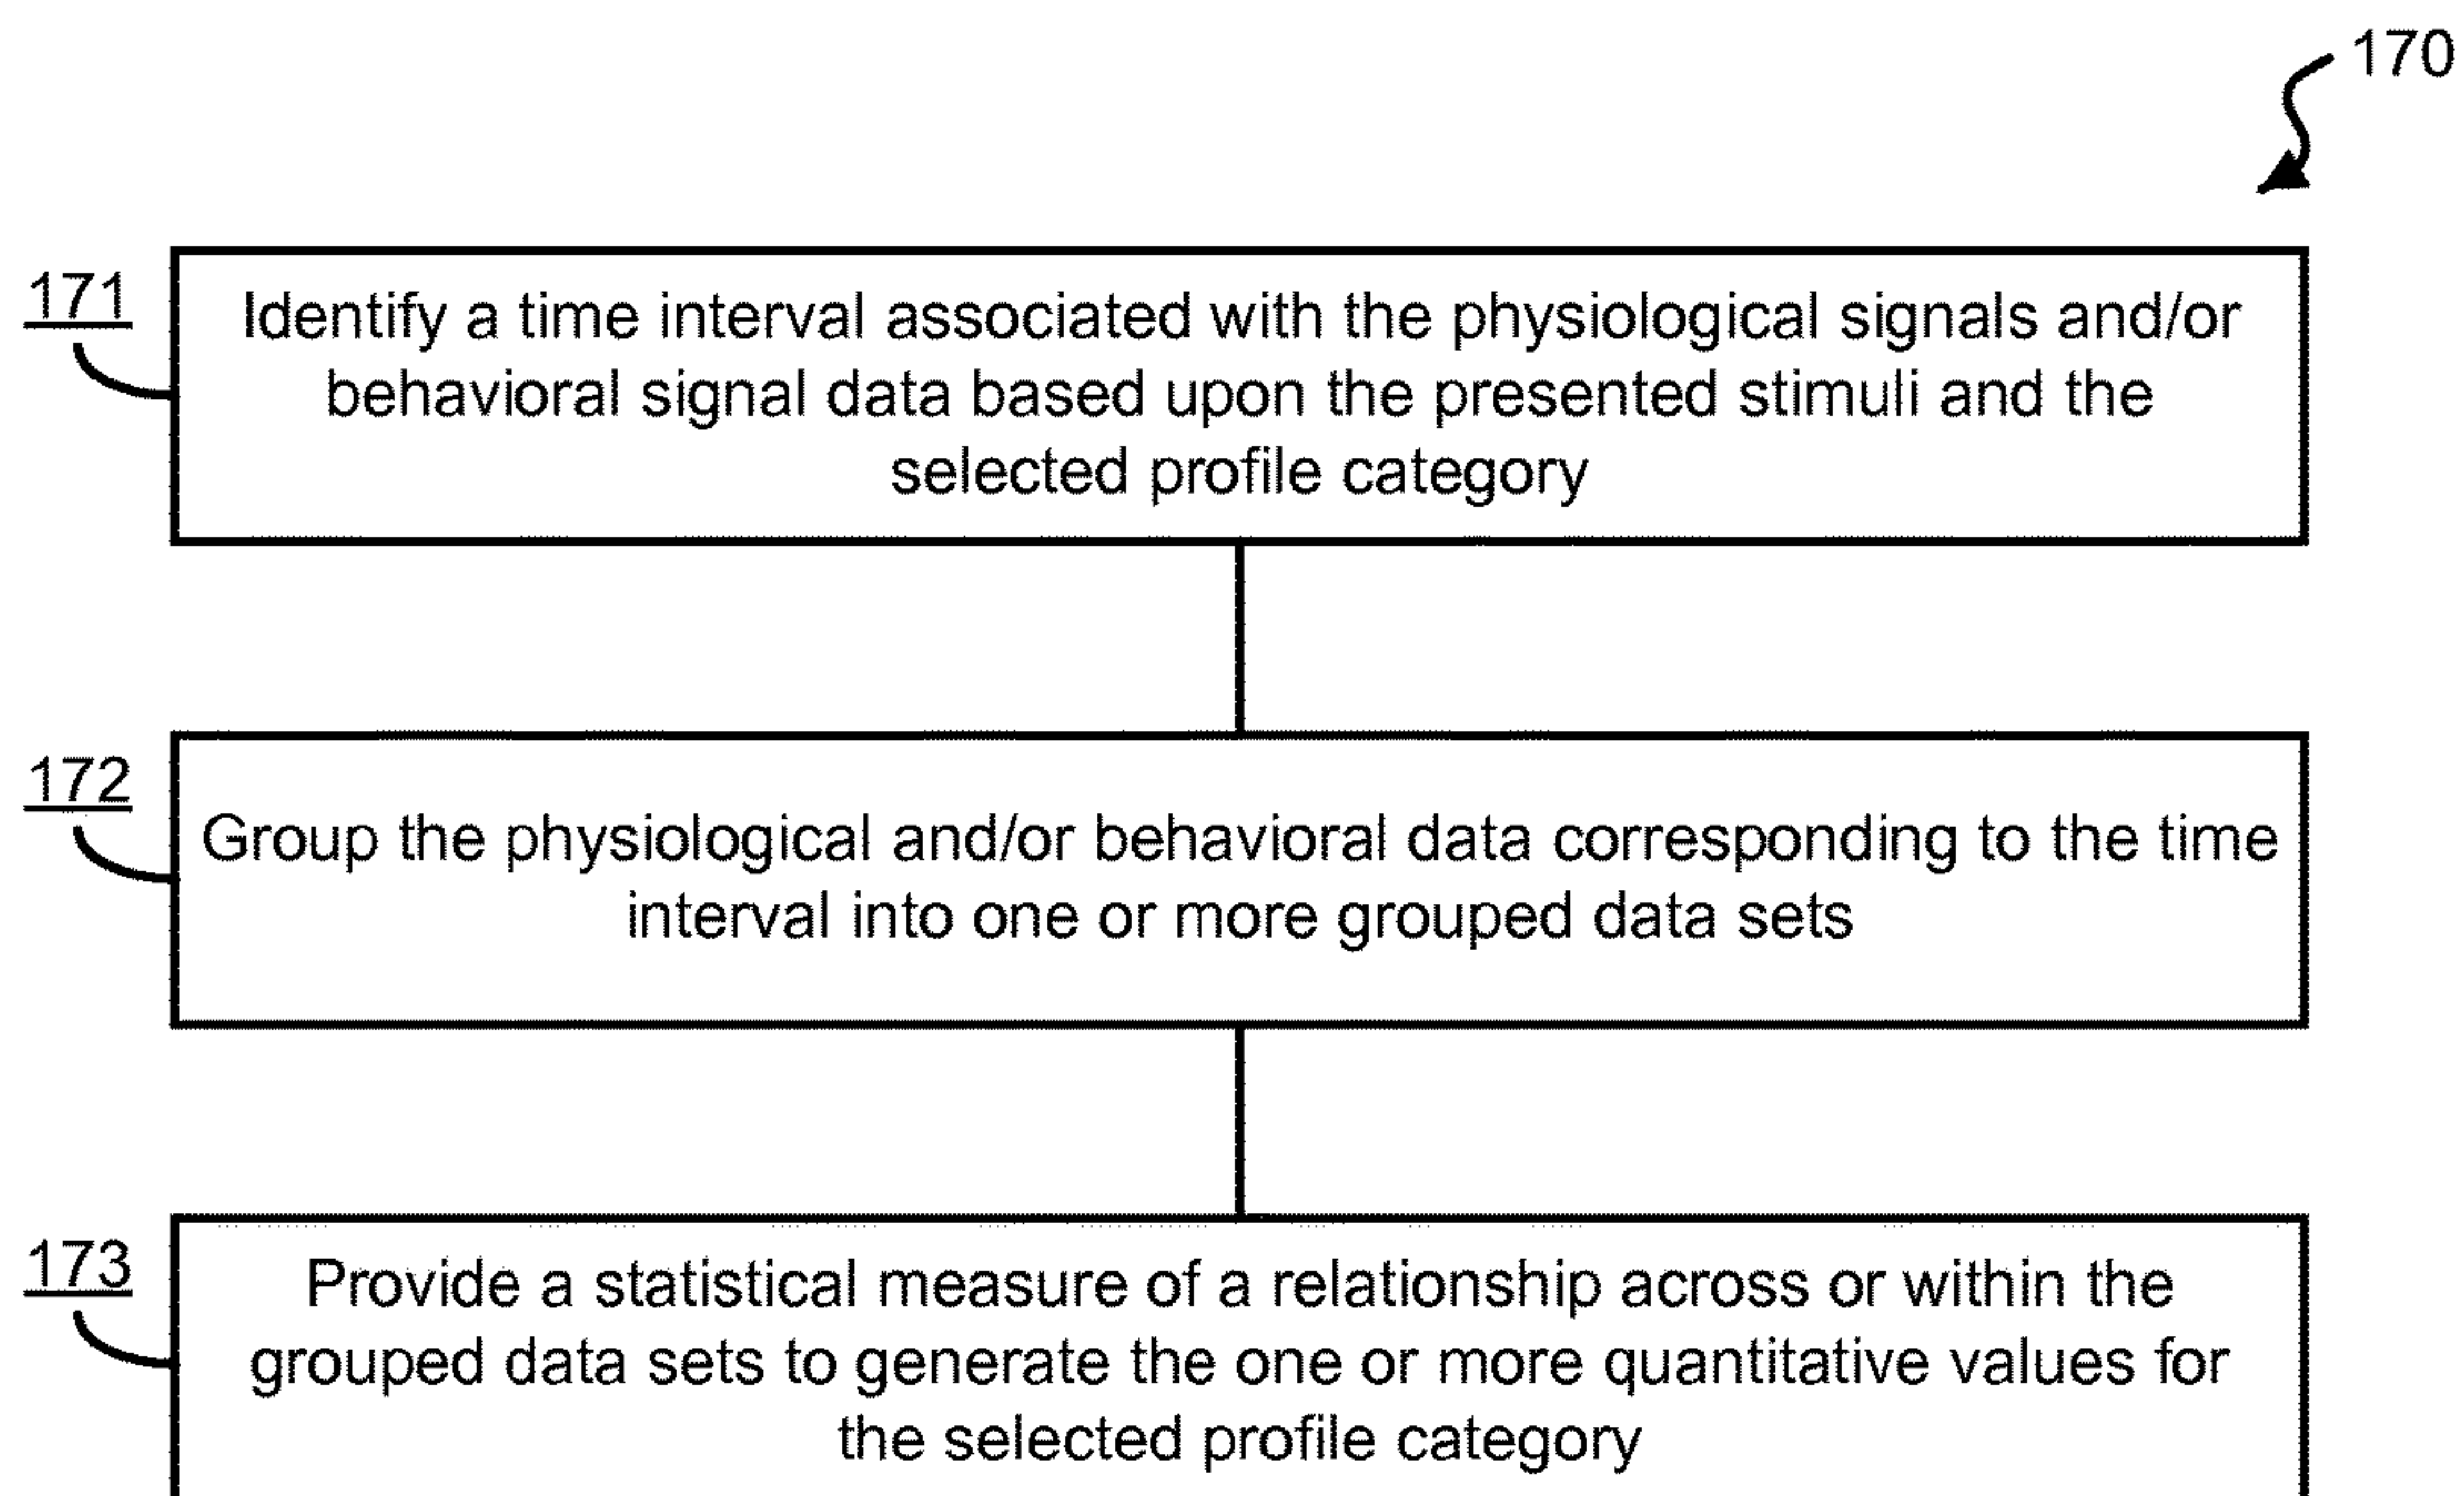 170
171
Identify a time interval associated with the physiological signals and/or
behavioral signal data based upon the presented stimuli and the
selected profile category
172
Group the physiological and/or behavioral data corresponding to the time
interval into one or more grouped data sets
173
Provide a statistical measure of a relationship across or within the
grouped data sets to generate the one or more quantitative values for
the selected profile category